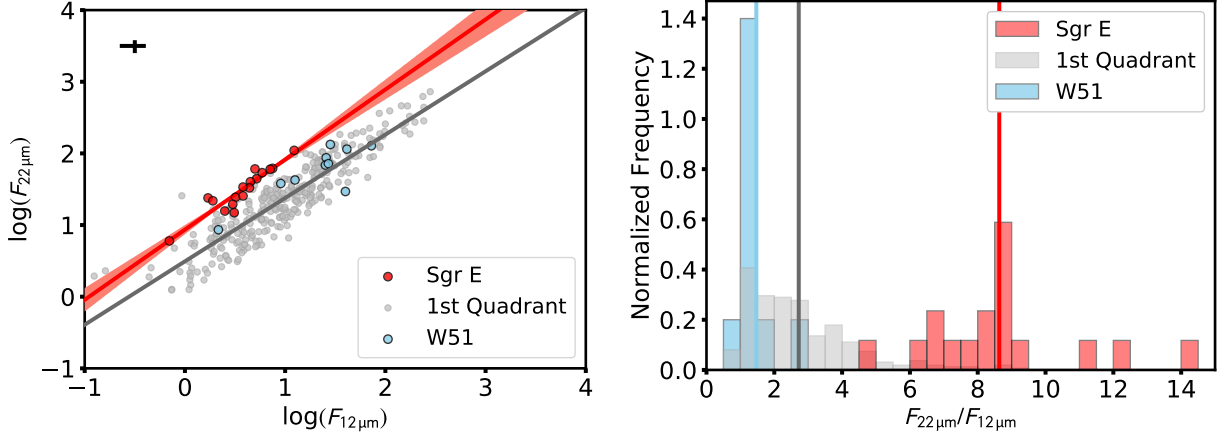 4
3
2
1
0
−1
−1
0
1
2
3
4
log(F22 μm)
log(F12 μm)
Sgr E
1st Quadrant
W51
1.4
1.2
1.0
0.8
0.6
0.4
0.2
0.0
0
2
4
6
8
10
12
14
Normalized Frequency
F22 μm/F12 μm
Sgr E
1st Quadrant
W51